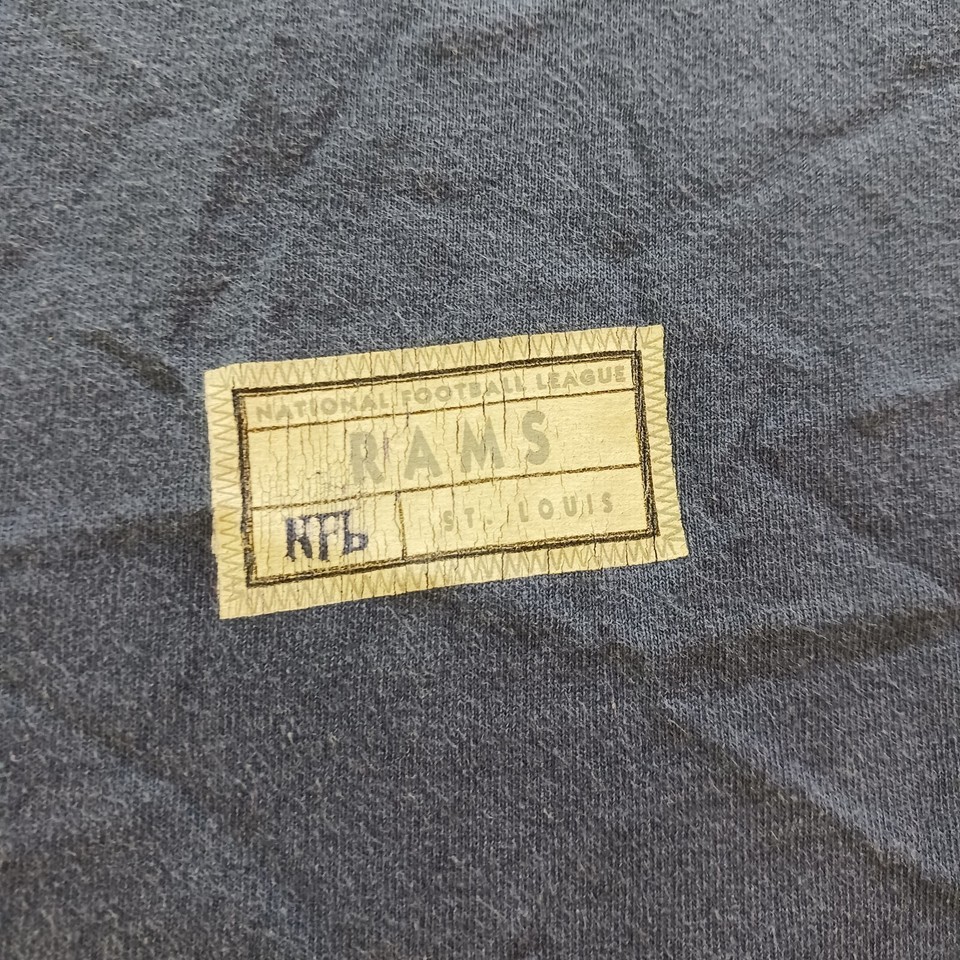 NATIONAL FOOTBALL LEAGUE
RAMS
NFL
ST. LOUIS